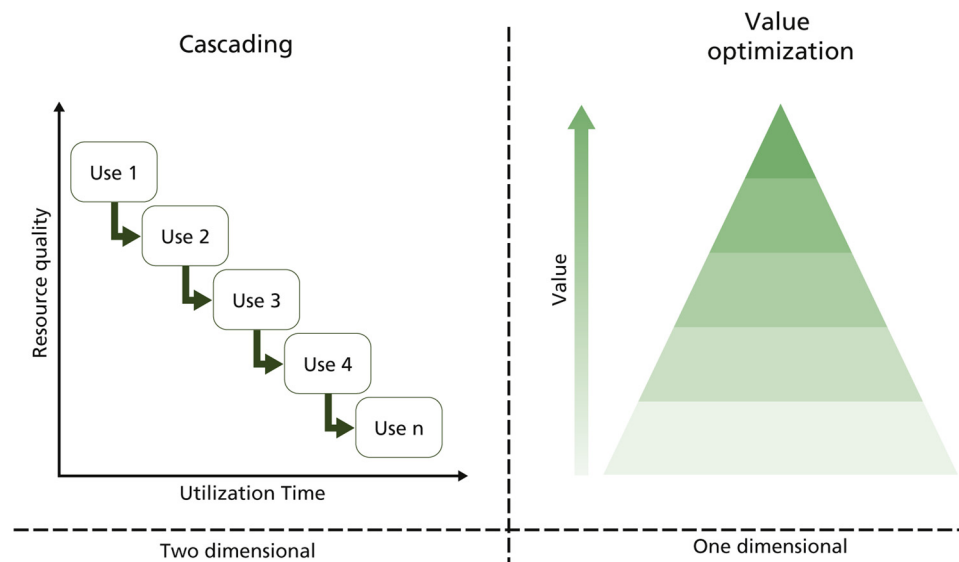 Cascading
Resource quality
Use 1
Use 2
Use 3
Use 4
Use n
Utilization Time
Two dimensional
Value
optimization
Value
One dimensional